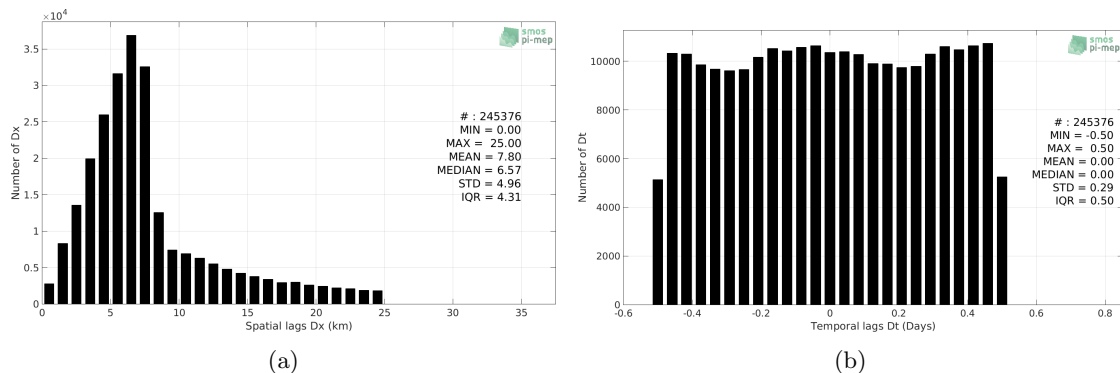 ×10⁴
3.5
3
2.5
2
1.5
1
0.5
0
Number of Dx
smos
pi-mep
# : 245376
MIN = 0.00
MAX = 25.00
MEAN = 7.80
MEDIAN = 6.57
STD = 4.96
IQR = 4.31
0 5 10 15 20 25 30 35
Spatial lags Dx (km)
(a)
10000
8000
6000
4000
2000
0
Number of Dt
smos
pi-mep
# : 245376
MIN = -0.50
MAX = 0.50
MEAN = 0.00
MEDIAN = 0.00
STD = 0.29
IQR = 0.50
-0.6 -0.4 -0.2 0 0.2 0.4 0.6 0.8
Temporal lags Dt (Days)
(b)